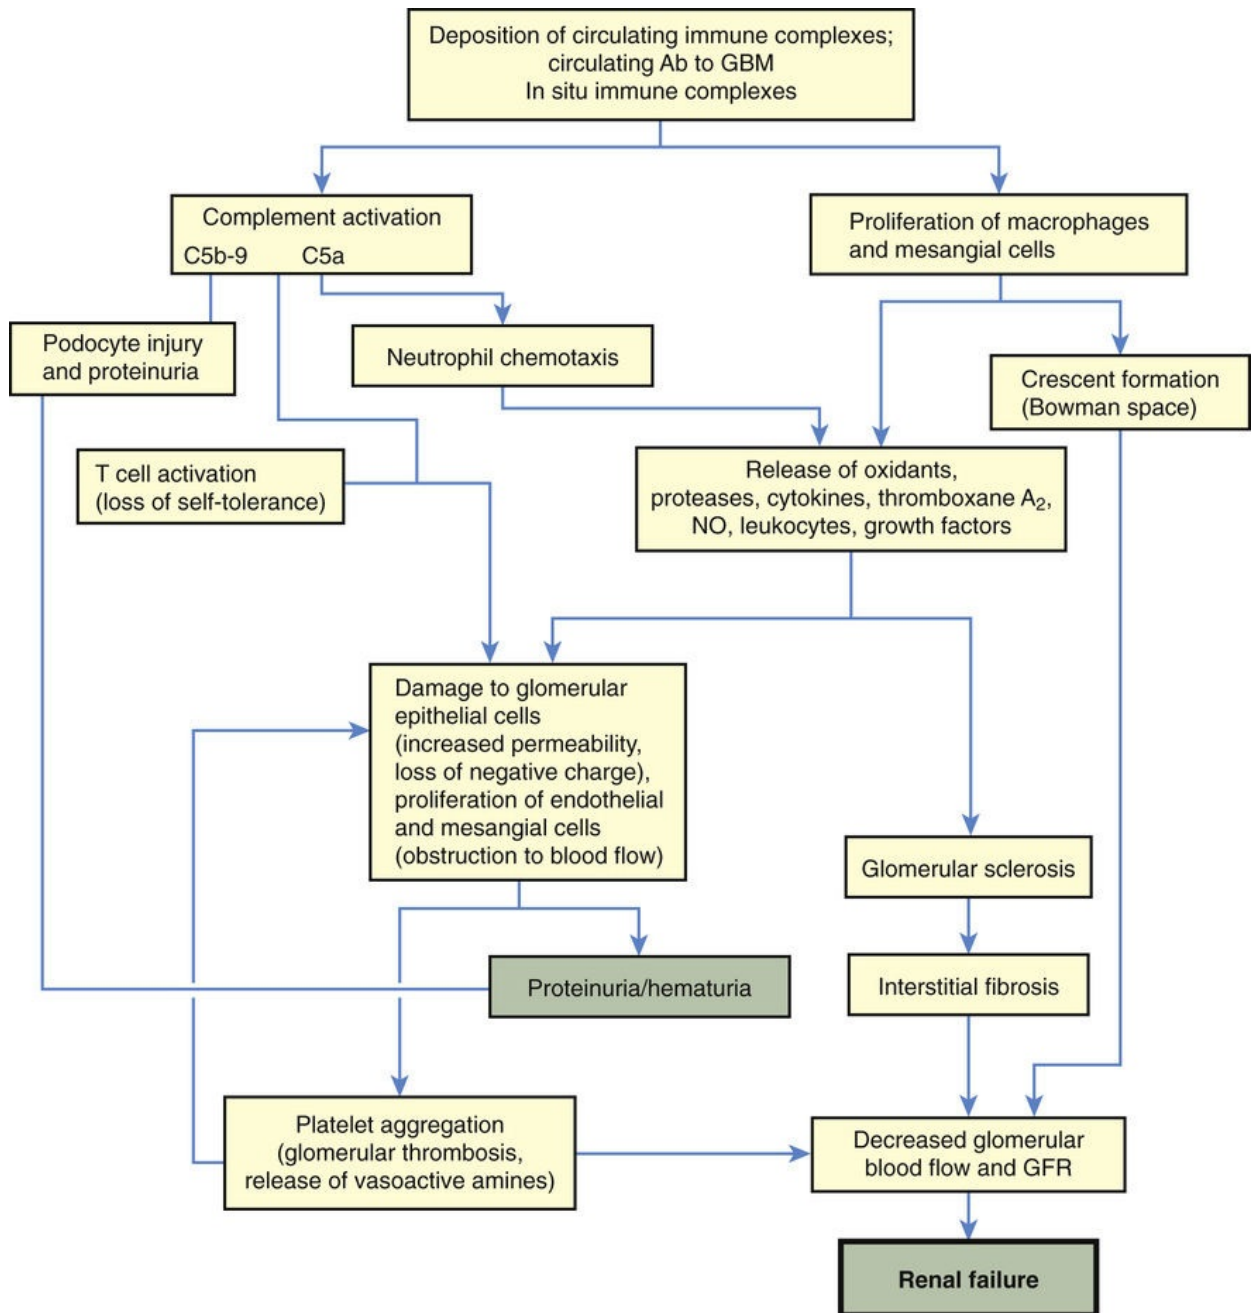 Deposition of circulating immune complexes;
circulating Ab to GBM
In situ immune complexes
Complement activation
C5b-9 C5a
Proliferation of macrophages
and mesangial cells
Podocyte injury
and proteinuria
Neutrophil chemotaxis
Crescent formation
(Bowman space)
T cell activation
(loss of self-tolerance)
Release of oxidants,
proteases, cytokines, thromboxane A₂,
NO, leukocytes, growth factors
Damage to glomerular
epithelial cells
(increased permeability,
loss of negative charge),
proliferation of endothelial
and mesangial cells
(obstruction to blood flow)
Glomerular sclerosis
Proteinuria/hematuria
Interstitial fibrosis
Platelet aggregation
(glomerular thrombosis,
release of vasoactive amines)
Decreased glomerular
blood flow and GFR
Renal failure